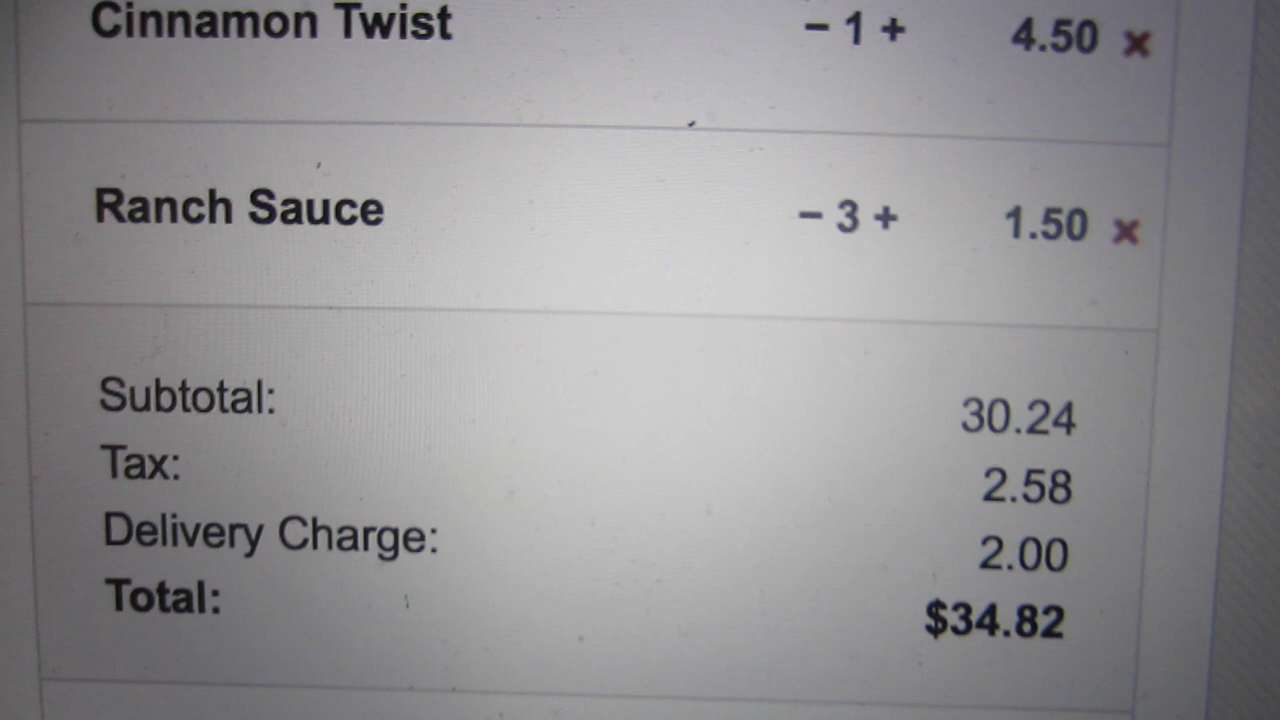 Cinnamon Twist - 1 + 4.50 ×
Ranch Sauce - 3 + 1.50 ×
Subtotal: 30.24
Tax: 2.58
Delivery Charge: 2.00
Total: $34.82